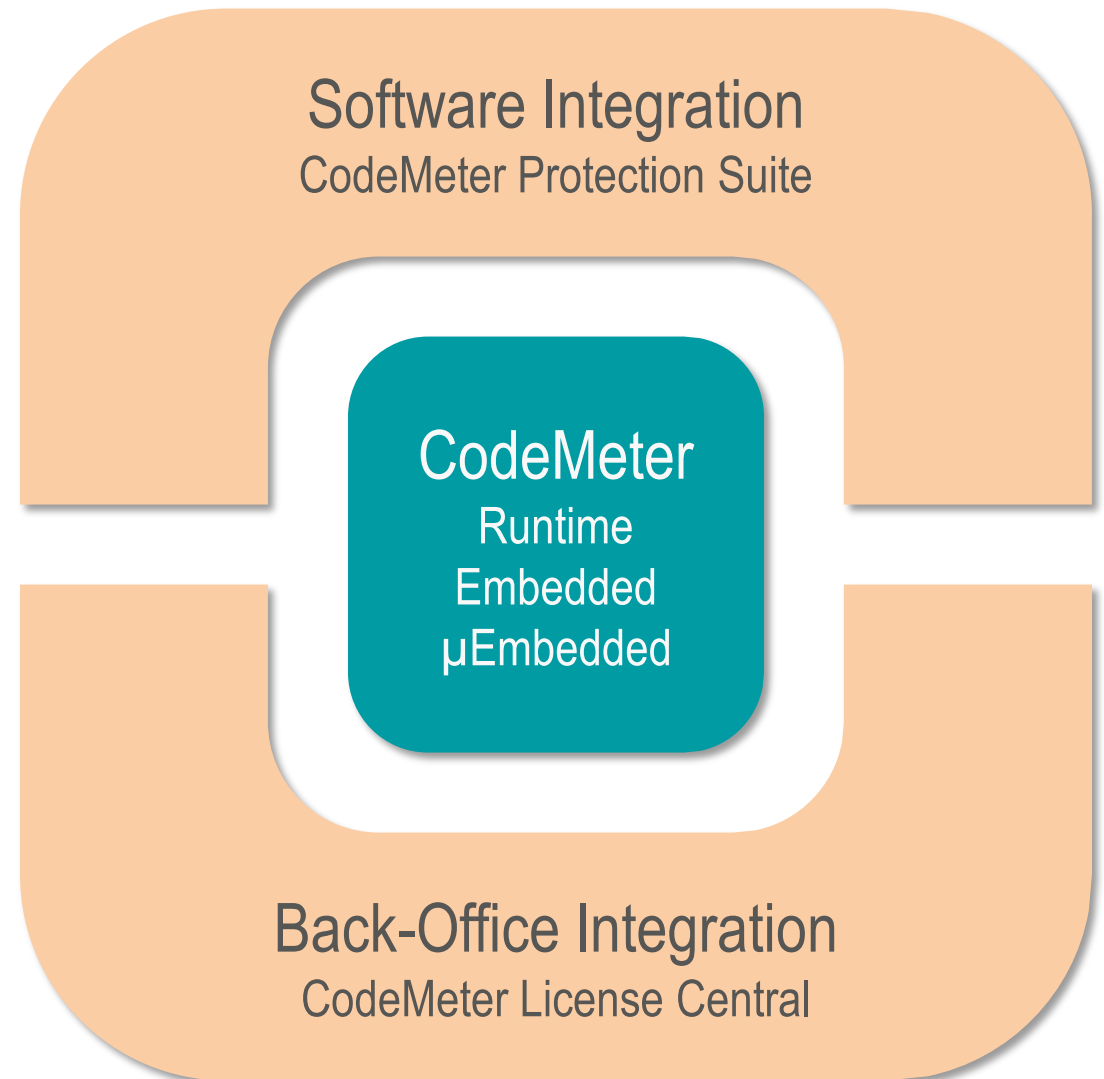 Software Integration
CodeMeter Protection Suite
CodeMeter
Runtime
Embedded
µEmbedded
Back-Office Integration
CodeMeter License Central